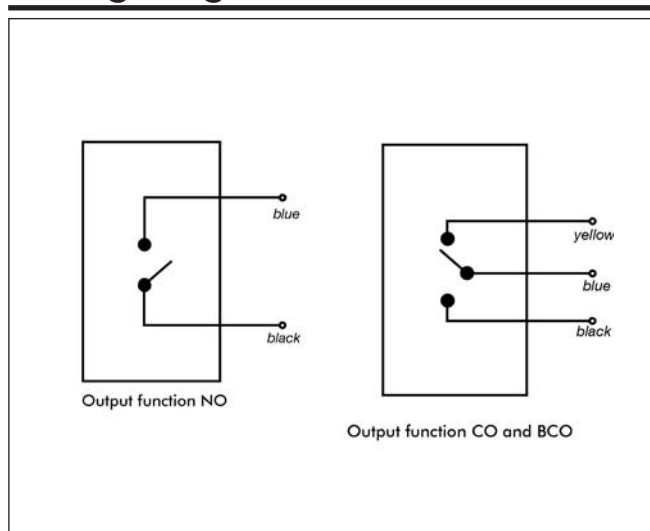 blue
black
Output function NO
yellow
blue
black
Output function CO and BCO